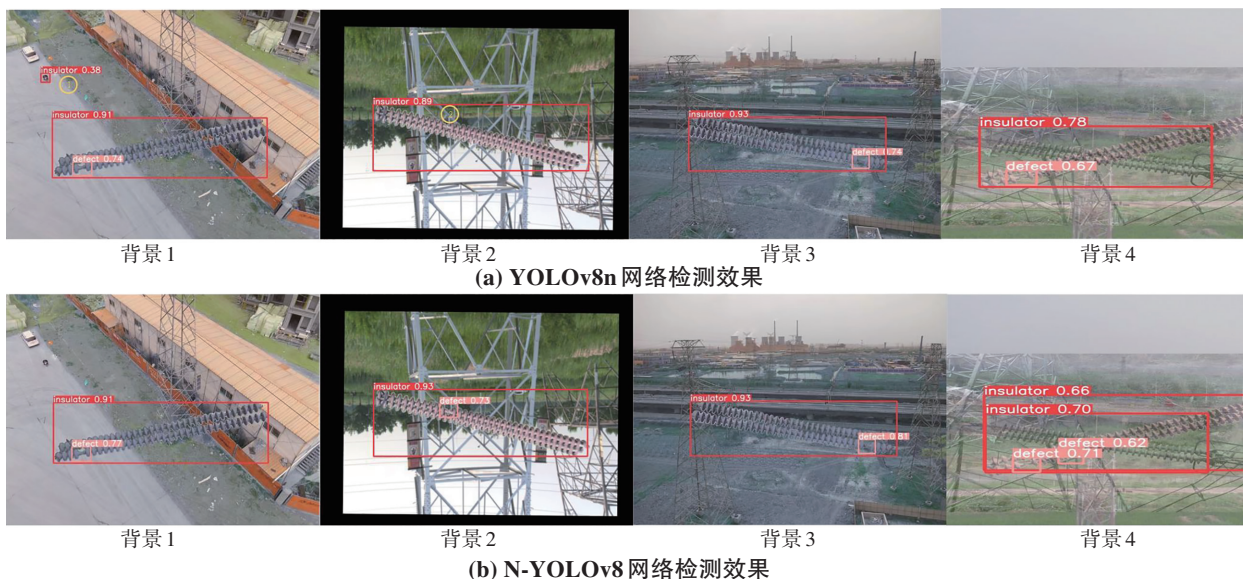 insulator 0.38
insulator 0.91
defect 0.74
insulator 0.89
insulator 0.93
defect 0.74
insulator 0.78
defect 0.67
背景1
背景2
背景3
背景4
(a) YOLOv8n网络检测效果
insulator 0.91
defect 0.77
insulator 0.93
defect 0.73
insulator 0.93
defect 0.81
insulator 0.66
insulator 0.70
defect 0.62
defect 0.71
背景1
背景2
背景3
背景4
(b) N-YOLOv8网络检测效果